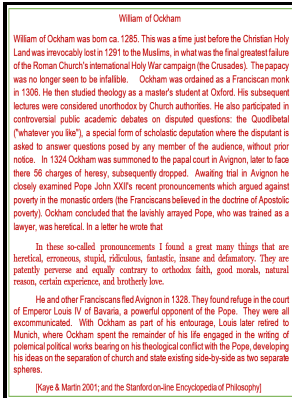 William of Ockham
William of Ockham was born ca. 1285. This was a time just before the Christian Holy
Land was irrevocably lost in 1291 to the Muslims, in what was the final greatest failure
of the Roman Church's international Holy War campaign (the Crusades). The papacy
was no longer seen to be infallible. Ockham was ordained as a Franciscan monk
in 1306. He then studied theology as a master's student at Oxford. His subsequent
lectures were considered unorthodox by Church authorities. He also participated in
controversial public academic debates on disputed questions: the Quodlibetal
("whatever you like"), a special form of scholastic deputation where the disputant is
asked to answer questions posed by any member of the audience, without prior
notice. In 1324 Ockham was summoned to the papal court in Avignon, later to face
there 56 charges of heresy, subsequently dropped. Awaiting trial in Avignon he
closely examined Pope John XXII's recent pronouncements which argued against
poverty in the monastic orders (the Franciscans believed in the doctrine of Apostolic
poverty). Ockham concluded that the lavishly arrayed Pope, who was trained as a
lawyer, was heretical. In a letter he wrote that
In these so-called pronouncements I found a great many things that are
heretical, erroneous, stupid, ridiculous, fantastic, insane and defamatory. They are
patently perverse and equally contrary to orthodox faith, good morals, natural
reason, certain experience, and brotherly love.
He and other Franciscans fled Avignon in 1328. They found refuge in the court
of Emperor Louis IV of Bavaria, a powerful opponent of the Pope. They were all
excommunicated. With Ockham as part of his entourage, Louis later retired to
Munich, where Ockham spent the remainder of his life engaged in the writing of
polemical political works bearing on his theological conflict with the Pope, developing
his ideas on the separation of church and state existing side-by-side as two separate
spheres.
[Kaye & Martin 2001; and the Stanford on-line Encyclopedia of Philosophy]